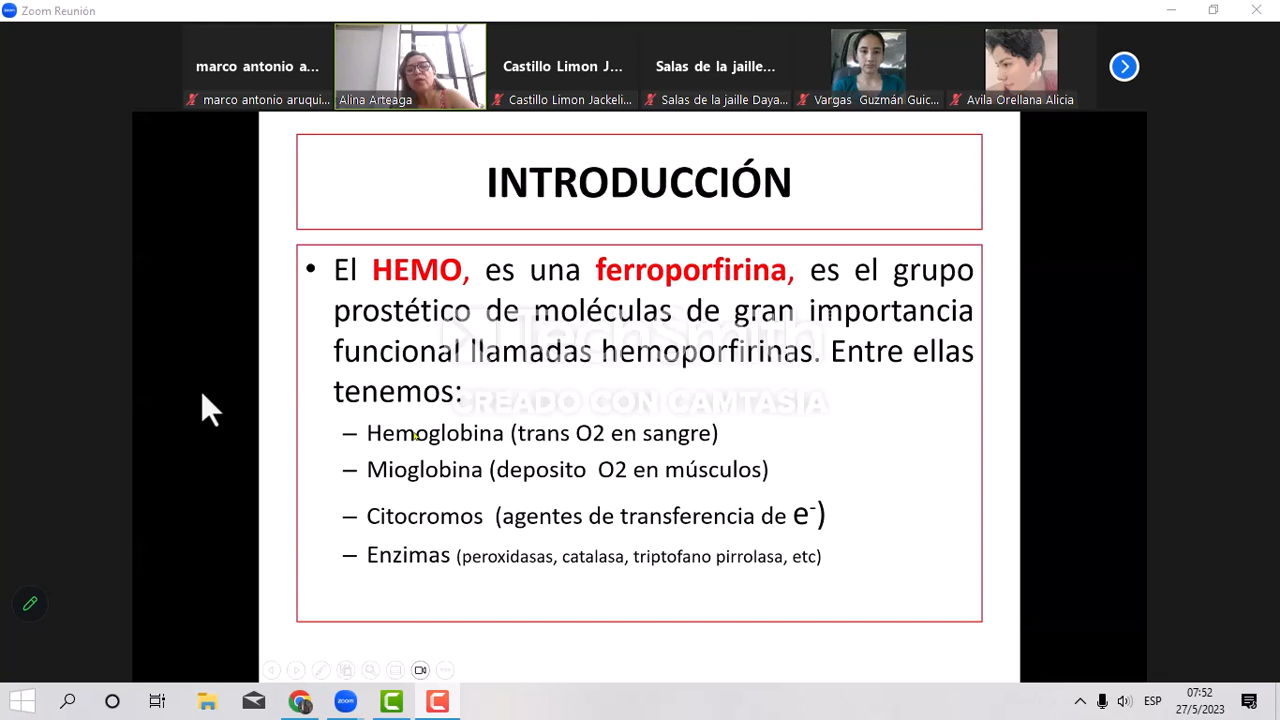 Zoom Reunión
marco antonio a...
Castillo Limon J...
Salas de la jaille...
marco antonio aruqui...
Alina Arteaga
Castillo Limon Jackeli...
Salas de la jaille Daya...
Vargas Guzmán Guic...
Avila Orellana Alicia
INTRODUCCIÓN
• El HEMO, es una ferroporfirina, es el grupo
prostético de moléculas de gran importancia
funcional llamadas hemoporfirinas. Entre ellas
tenemos:
– Hemoglobina (trans O2 en sangre)
– Mioglobina (deposito O2 en músculos)
– Citocromos (agentes de transferencia de e-)
– Enzimas (peroxidasas, catalasa, triptofano pirrolasa, etc)
TechSmith
CREADO CON CAMTASIA
zoom
ESP
07:52
27/5/2023